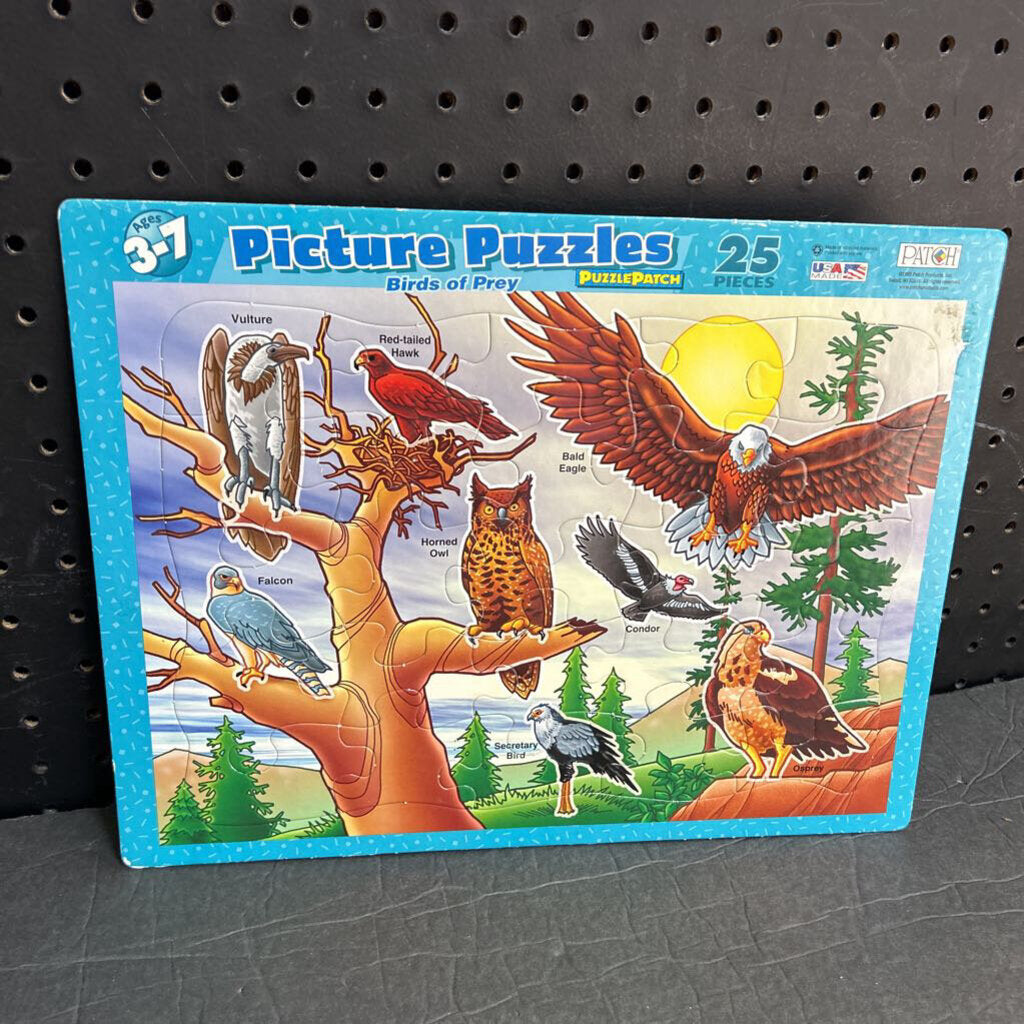 Ages
3-7
Picture Puzzles
Birds of Prey
PUZZLEPATCH
25
PIECES
USA
MADE
PATCH
Vulture
Red-tailed
Hawk
Bald
Eagle
Horned
Owl
Falcon
Condor
Secretary
Bird
Osprey